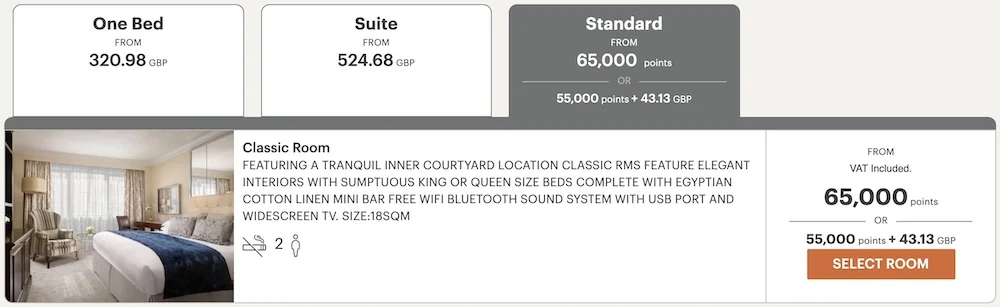 One Bed
FROM
320.98 GBP
Suite
FROM
524.68 GBP
Standard
FROM
65,000 points
OR
55,000 points + 43.13 GBP
Classic Room
FEATURING A TRANQUIL INNER COURTYARD LOCATION CLASSIC RMS FEATURE ELEGANT
INTERIORS WITH SUMPTUOUS KING OR QUEEN SIZE BEDS COMPLETE WITH EGYPTIAN
COTTON LINEN MINI BAR FREE WIFI BLUETOOTH SOUND SYSTEM WITH USB PORT AND
WIDESCREEN TV. SIZE:18SQM
2
FROM
VAT Included.
65,000 points
OR
55,000 points + 43.13 GBP
SELECT ROOM